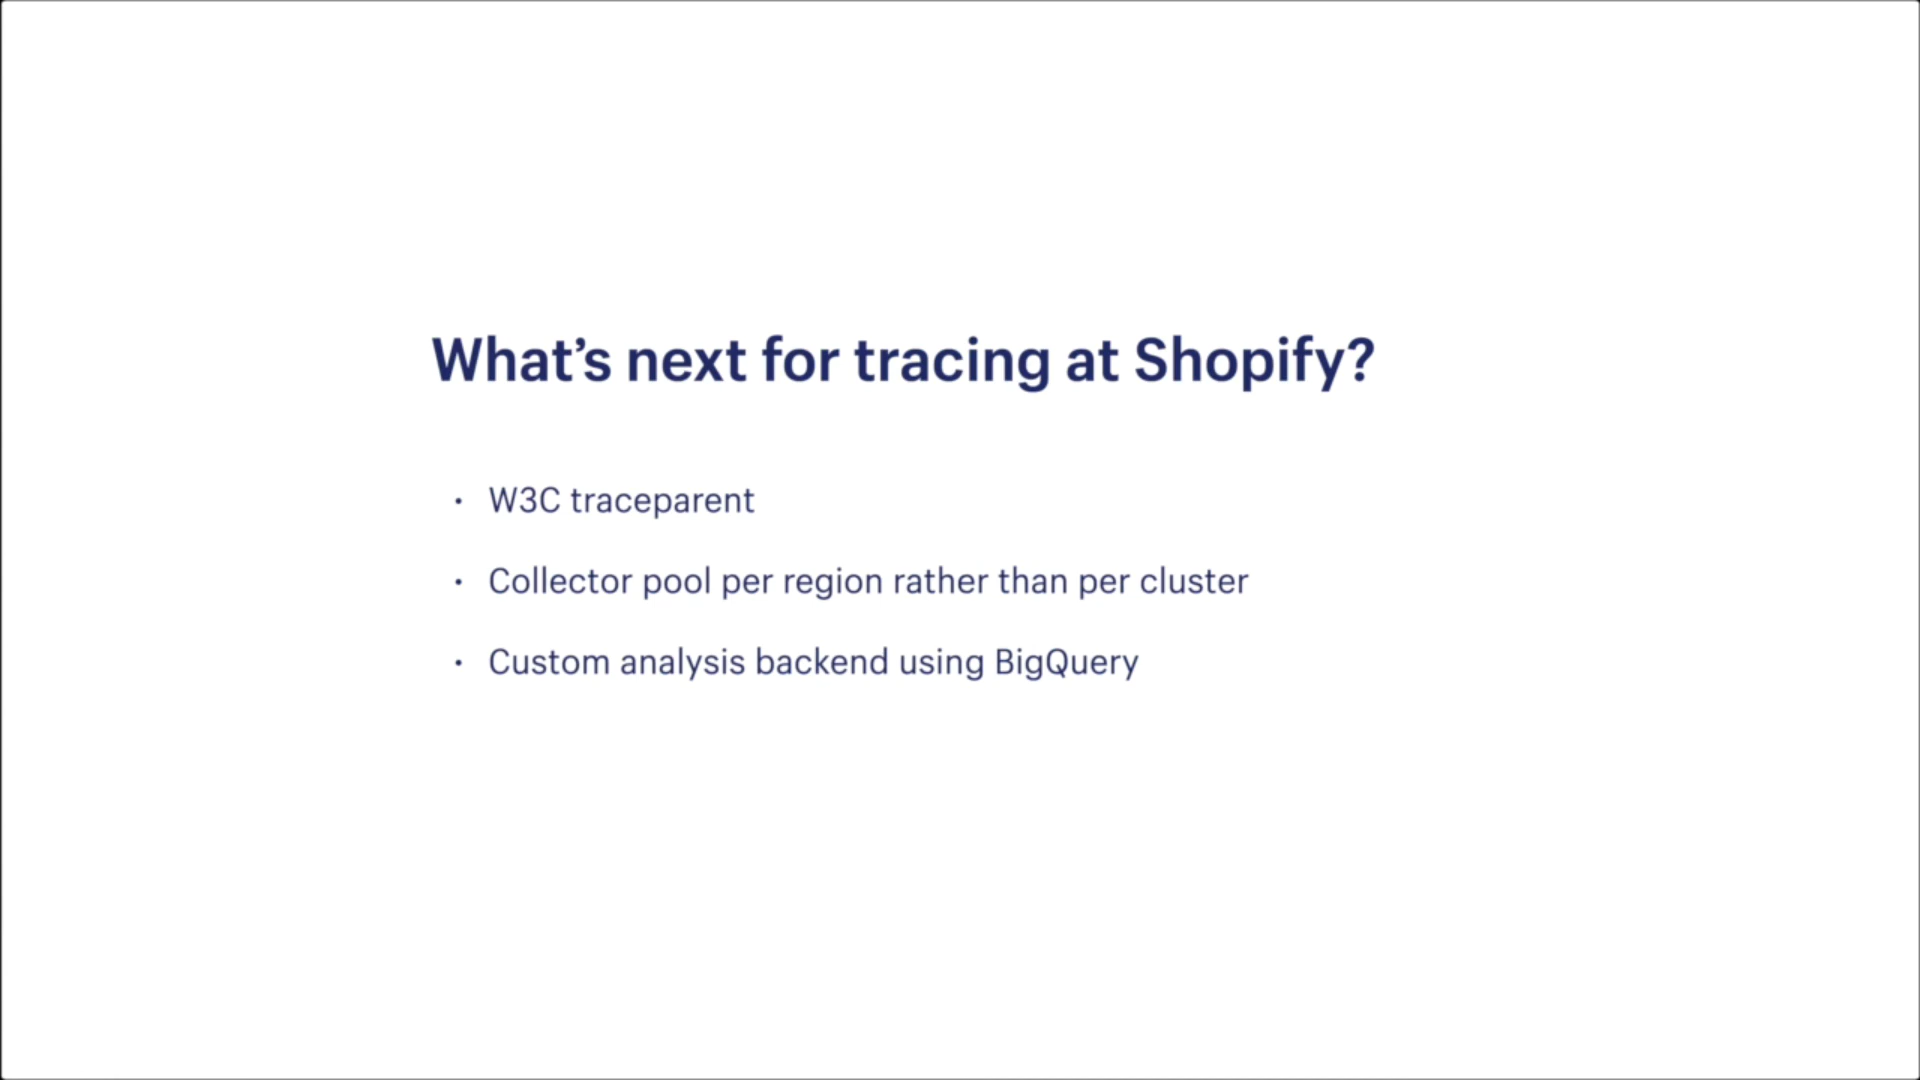 What’s next for tracing at Shopify?
· W3C traceparent
· Collector pool per region rather than per cluster
· Custom analysis backend using BigQuery